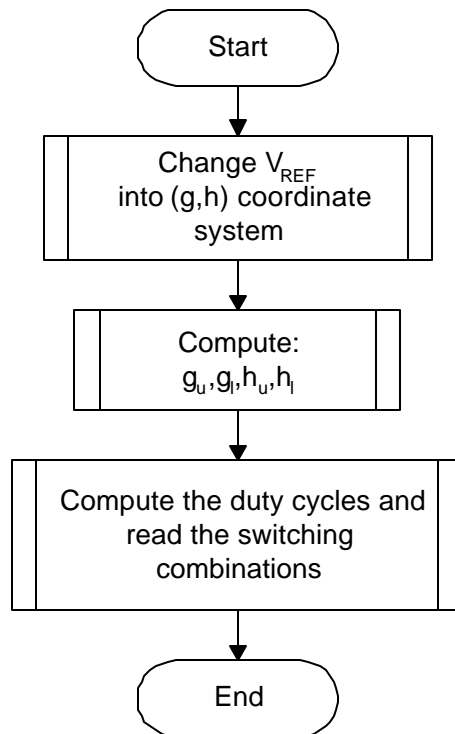 Start
Change V_REF
into (g,h) coordinate
system
Compute:
g_u,g_l,h_u,h_l
Compute the duty cycles and
read the switching
combinations
End